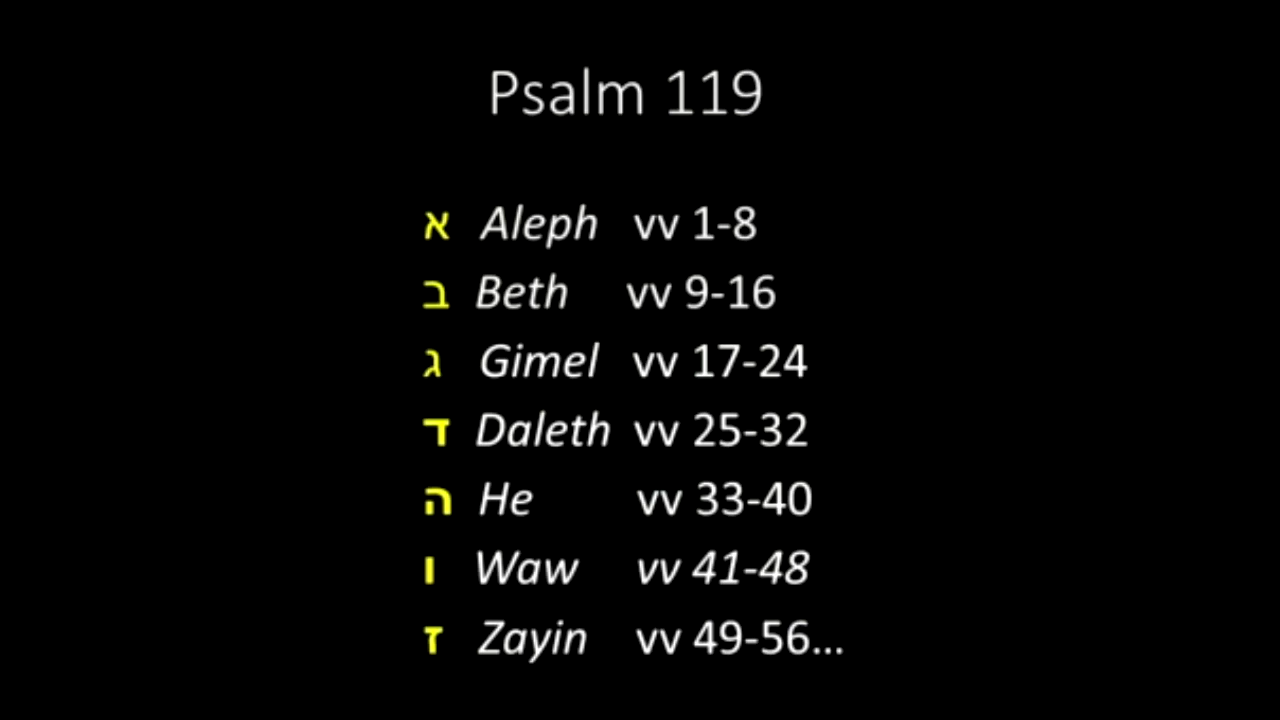 Psalm 119
א Aleph vv 1-8
ב Beth vv 9-16
ג Gimel vv 17-24
ד Daleth vv 25-32
ה He vv 33-40
ו Waw vv 41-48
ז Zayin vv 49-56...